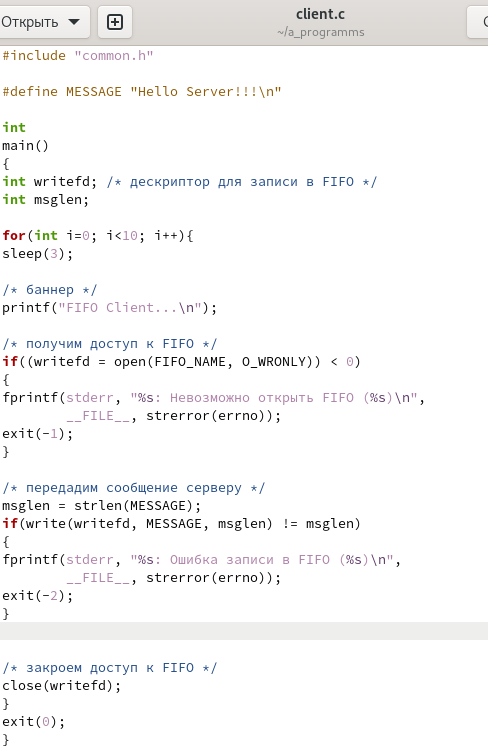 Открыть
client.c
~/a_programms
#include "common.h"
#define MESSAGE "Hello Server!!!\n"
int
main()
{
int writefd; /* дескриптор для записи в FIFO */
int msglen;
for(int i=0; i<10; i++){
sleep(3);
/* баннер */
printf("FIFO Client...\n");
/* получим доступ к FIFO */
if((writefd = open(FIFO_NAME, O_WRONLY)) < 0)
{
fprintf(stderr, "%s: Невозможно открыть FIFO (%s)\n",
__FILE__, strerror(errno));
exit(-1);
}
/* передадим сообщение серверу */
msglen = strlen(MESSAGE);
if(write(writefd, MESSAGE, msglen) != msglen)
{
fprintf(stderr, "%s: Ошибка записи в FIFO (%s)\n",
__FILE__, strerror(errno));
exit(-2);
}
/* закроем доступ к FIFO */
close(writefd);
}
exit(0);
}